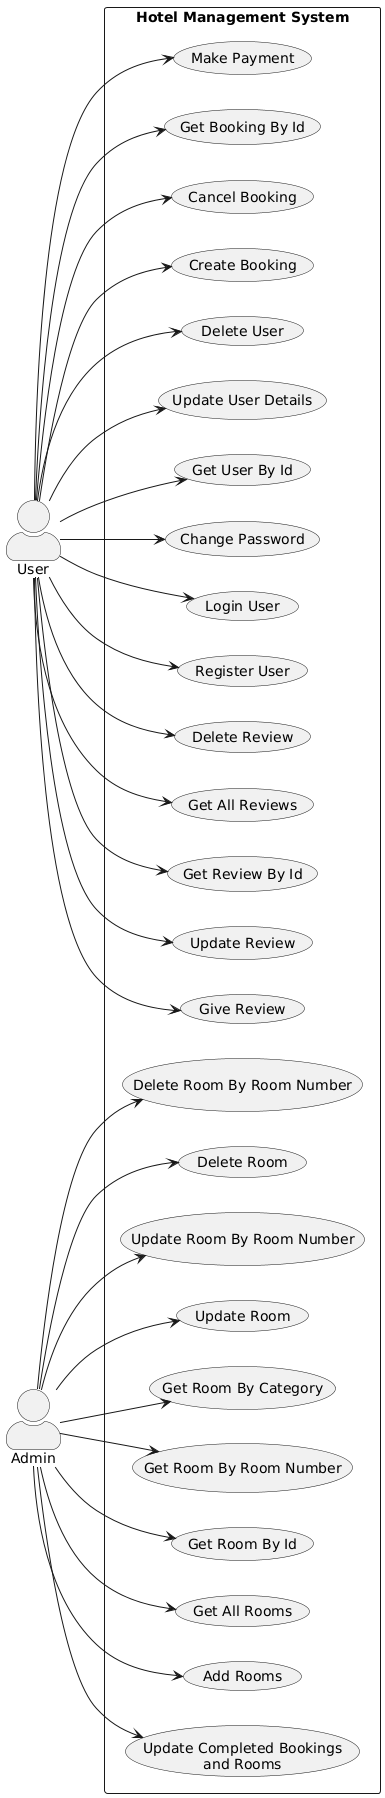 Hotel Management System
Make Payment
Get Booking By Id
Cancel Booking
Create Booking
Delete User
Update User Details
Get User By Id
Change Password
User
Login User
Register User
Delete Review
Get All Reviews
Get Review By Id
Update Review
Give Review
Delete Room By Room Number
Delete Room
Update Room By Room Number
Update Room
Get Room By Category
Admin
Get Room By Room Number
Get Room By Id
Get All Rooms
Add Rooms
Update Completed Bookings
and Rooms